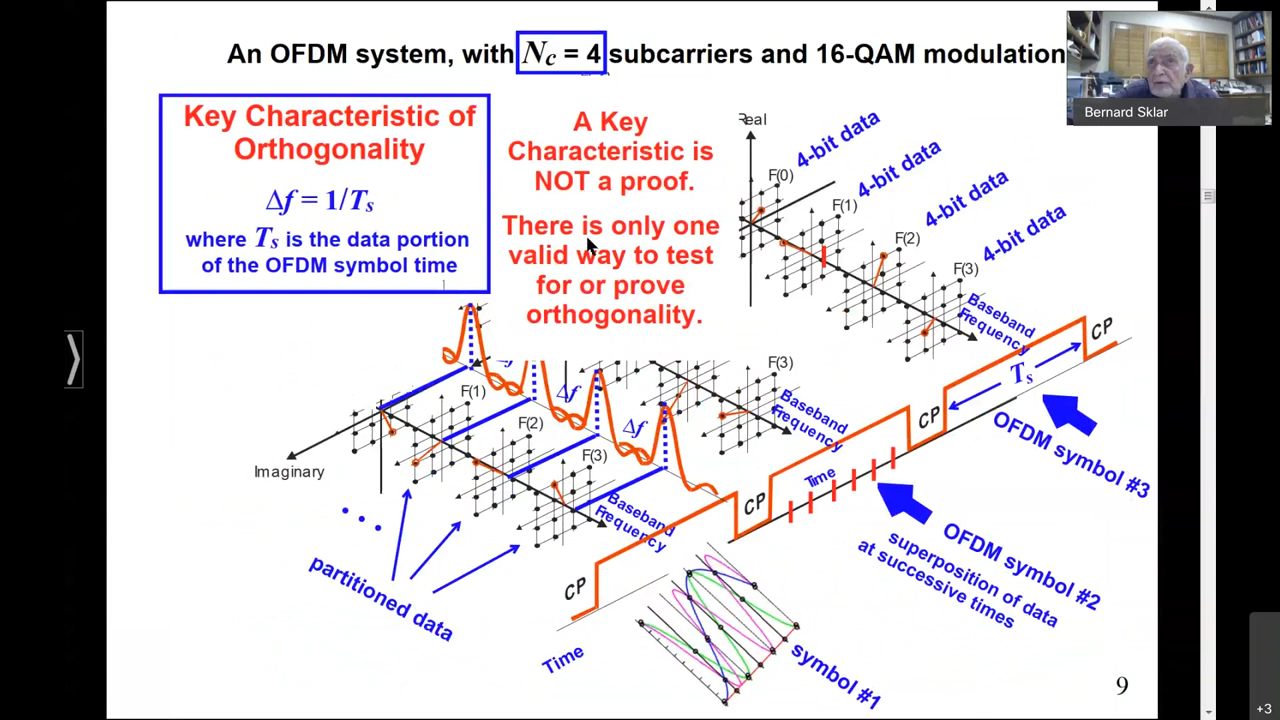 An OFDM system, with Nc = 4 subcarriers and 16-QAM modulation
Bernard Sklar
Key Characteristic of
Orthogonality
Δf = 1/Ts
where Ts is the data portion
of the OFDM symbol time
A Key
Characteristic is
NOT a proof.
There is only one
valid way to test
for or prove
orthogonality.
Real
4-bit data
4-bit data
4-bit data
4-bit data
F(0)
F(1)
F(2)
F(3)
Baseband
Frequency
CP
Ts
OFDM symbol #3
Δf
Δf
F(3)
Baseband
Frequency
CP
Time
OFDM symbol #2
superposition of data
at successive times
F(1)
F(2)
F(3)
Imaginary
Baseband
Frequency
CP
partitioned data
CP
Time
symbol #1
9
+3